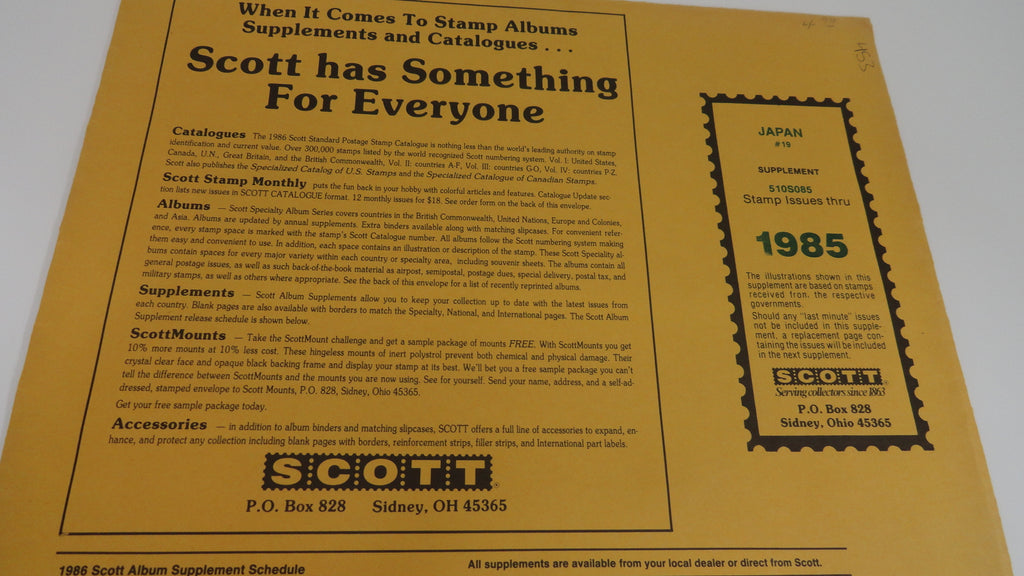 When It Comes To Stamp Albums
Supplements and Catalogues . . .
Scott has Something
For Everyone
Catalogues The 1986 Scott Standard Postage Stamp Catalogue is nothing less than the world's leading authority on stamp
identification and current value. Over 300,000 stamps listed by the world recognized Scott numbering system. Vol. I: United States,
Canada, U.N., Great Britain, and the British Commonwealth, Vol. II: countries A-F, Vol. III: countries G-O, Vol. IV: countries P-Z.
Scott also publishes the Specialized Catalog of U.S. Stamps and the Specialized Catalogue of Canadian Stamps.
Scott Stamp Monthly puts the fun back in your hobby with colorful articles and features. Catalogue Update sec-
tion lists new issues in SCOTT CATALOGUE format. 12 monthly issues for $18. See order form on the back of this envelope.
Albums — Scott Specialty Album Series covers countries in the British Commonwealth, United Nations, Europe and Colonies,
and Asia. Albums are updated by annual supplements. Extra binders available along with matching slipcases. For convenient refer-
ence, every stamp space is marked with the stamp's Scott Catalogue number. All albums follow the Scott numbering system making
them easy and convenient to use. In addition, each space contains an illustration or description of the stamp. These Scott Speciality al-
bums contain spaces for every major variety within each country or specialty area, including souvenir sheets. The albums contain all
general postage issues, as well as such back-of-the-book material as airpost, semipostal, postage dues, special delivery, postal tax, and
military stamps, as well as others where appropriate. See the back of this envelope for a list of recently reprinted albums.
Supplements — Scott Album Supplements allow you to keep your collection up to date with the latest issues from
each country. Blank pages are also available with borders to match the Specialty, National, and International pages. The Scott Album
Supplement release schedule is shown below.
ScottMounts — Take the ScottMount challenge and get a sample package of mounts FREE. With ScottMounts you get
10% more mounts at 10% less cost. These hingeless mounts of inert polystrol prevent both chemical and physical damage. Their
crystal clear face and opaque black backing frame and display your stamp at its best. We'll bet you a free sample package you can't
tell the difference between ScottMounts and the mounts you are now using. See for yourself. Send your name, address, and a self-ad-
dressed, stamped envelope to Scott Mounts, P.O. 828, Sidney, Ohio 45365.
Get your free sample package today.
Accessories — in addition to album binders and matching slipcases, SCOTT offers a full line of accessories to expand, en-
hance, and protect any collection including blank pages with borders, reinforcement strips, filler strips, and International part labels.
SCOTT®
P.O. Box 828 Sidney, OH 45365
453
JAPAN
#19
SUPPLEMENT
510S085
Stamp Issues thru
1985
The illustrations shown in this
supplement are based on stamps
received from the respective
governments.
Should any "last minute" issues
not be included in this supple-
ment, a replacement page con-
taining the issues will be included
in the next supplement.
SCOTT®
Serving collectors since 1863
P.O. Box 828
Sidney, Ohio 45365
1986 Scott Album Supplement Schedule
All supplements are available from your local dealer or direct from Scott.